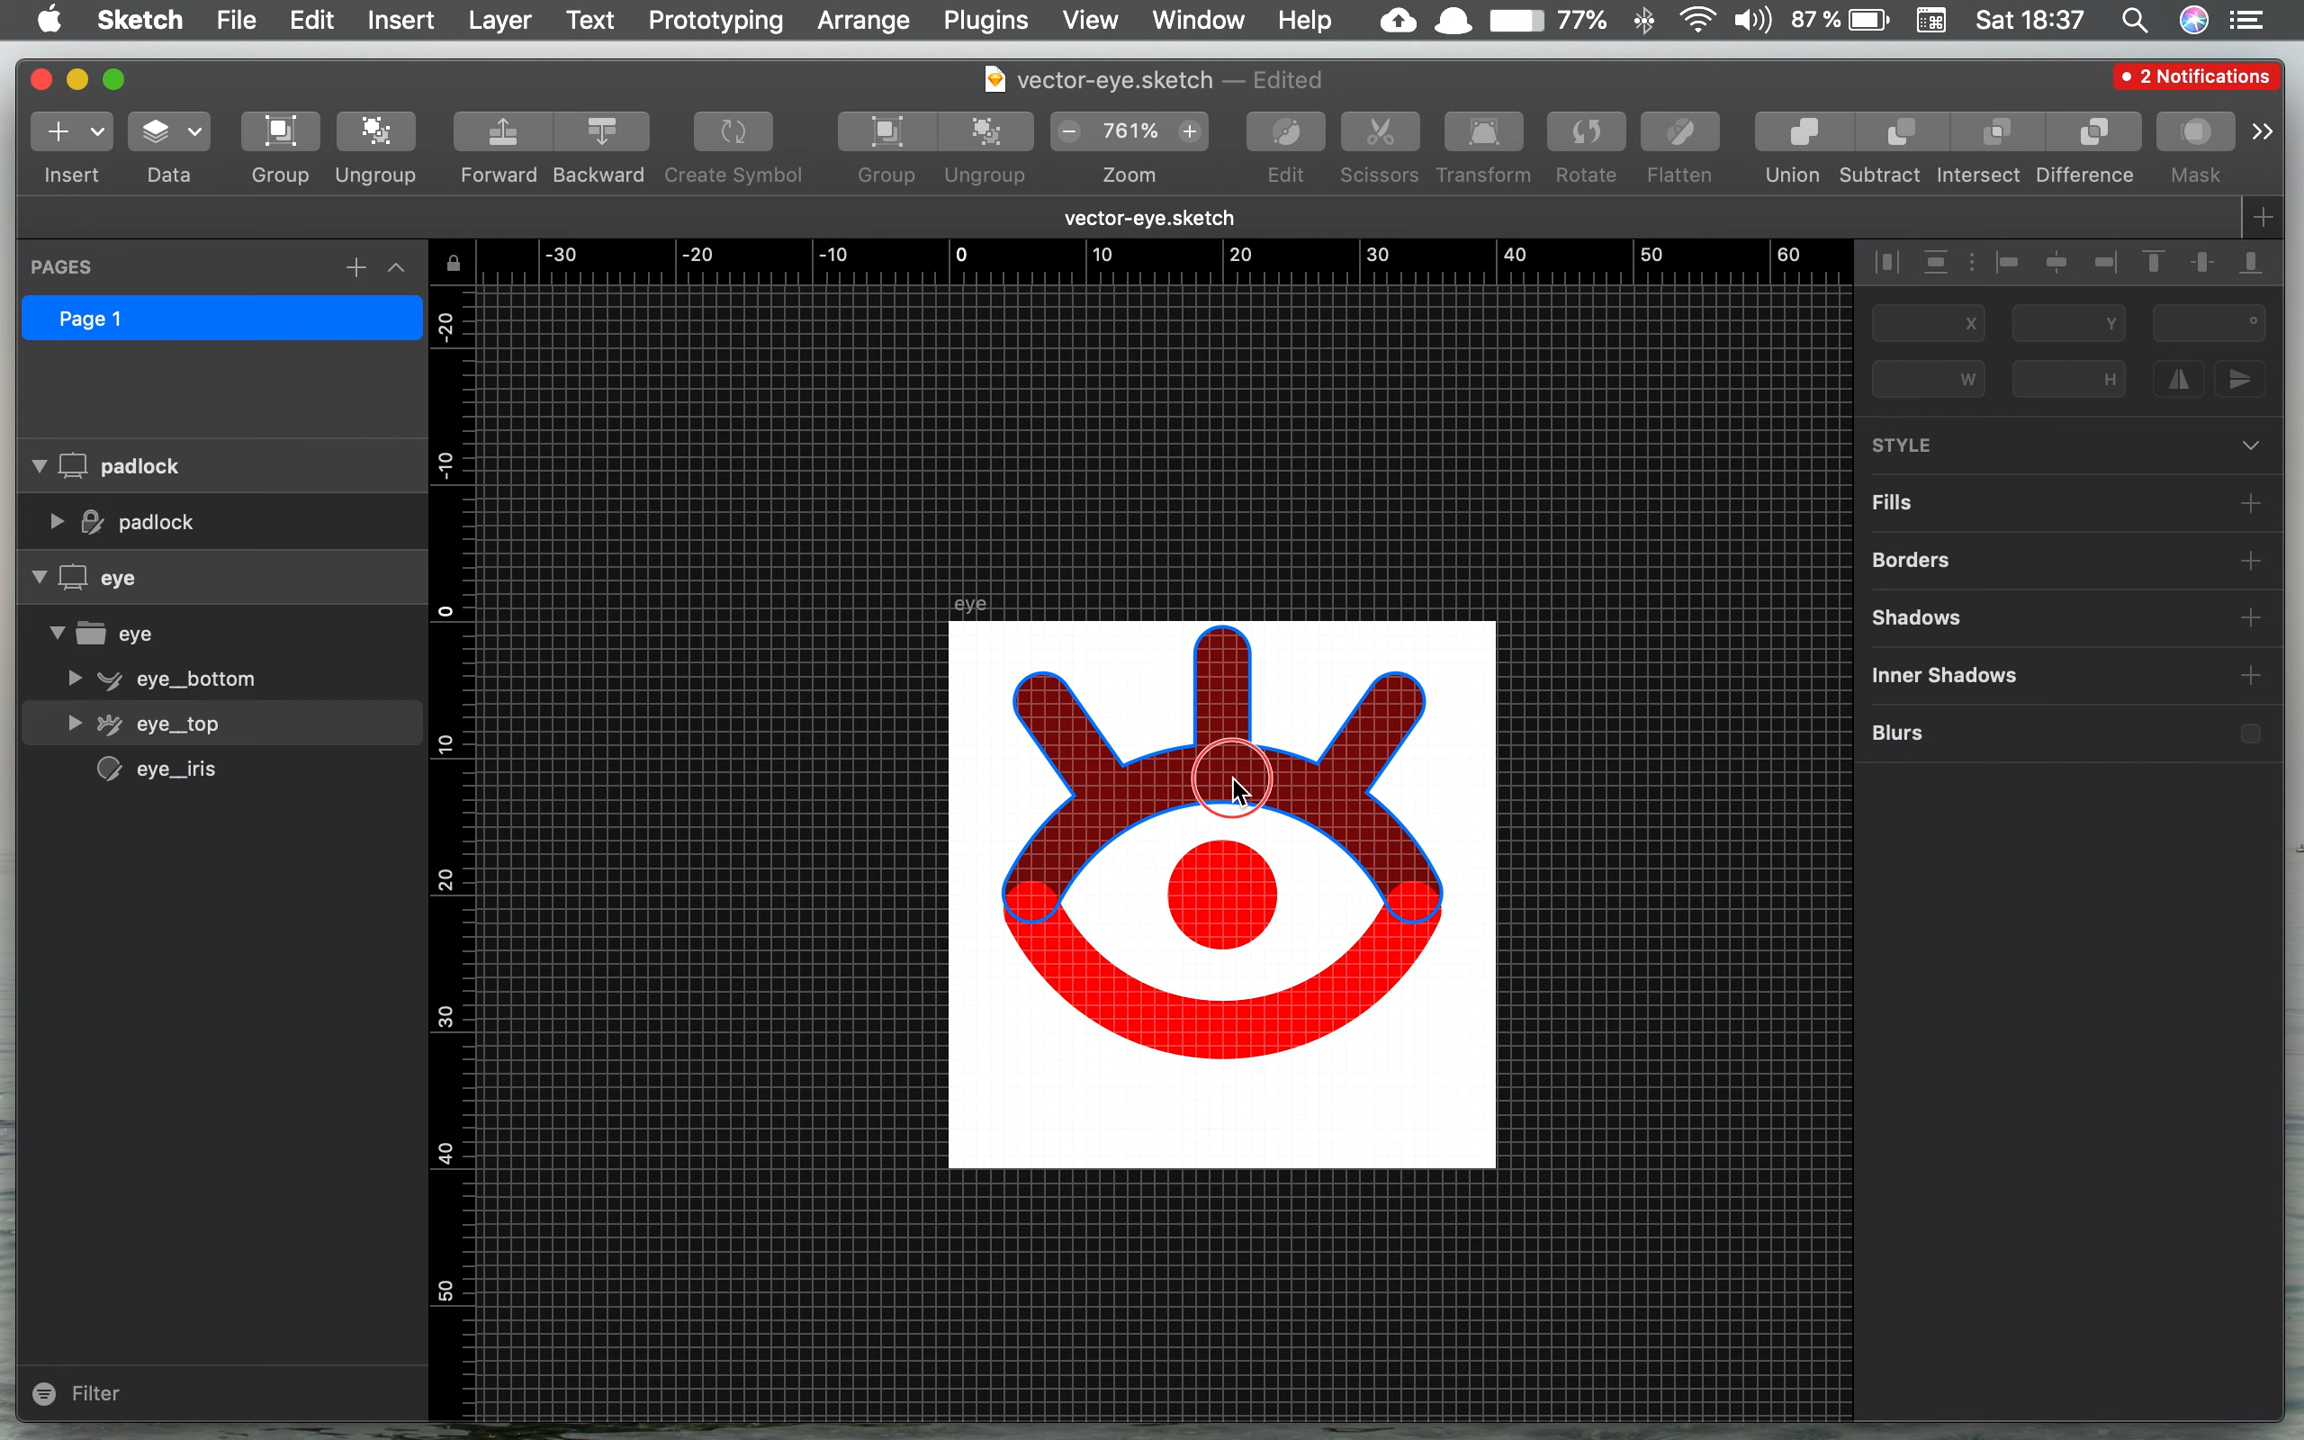 Sketch File Edit Insert Layer Text Prototyping Arrange Plugins View Window Help 77% 87 % Sat 18:37
vector-eye.sketch — Edited
2 Notifications
761%
Insert Data Group Ungroup Forward Backward Create Symbol Group Ungroup Zoom Edit Scissors Transform Rotate Flatten Union Subtract Intersect Difference Mask
vector-eye.sketch
PAGES
-30 -20 -10 0 10 20 30 40 50 60
Page 1
X Y °
W H
-20
-10
0
10
20
30
40
50
padlock
padlock
eye
eye
eye__bottom
eye__top
eye__iris
Filter
eye
STYLE
Fills
Borders
Shadows
Inner Shadows
Blurs